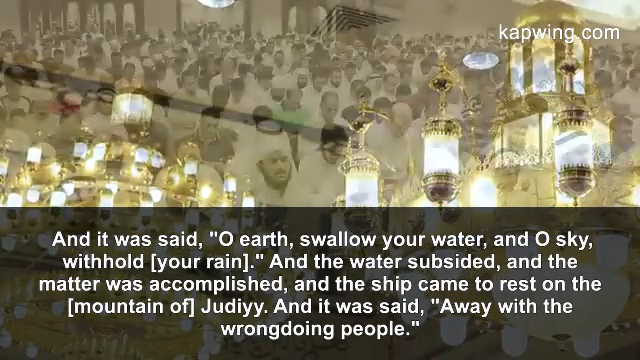 kapwing.com
And it was said, "O earth, swallow your water, and O sky,
withhold [your rain]." And the water subsided, and the
matter was accomplished, and the ship came to rest on the
[mountain of] Judiyy. And it was said, "Away with the
wrongdoing people."